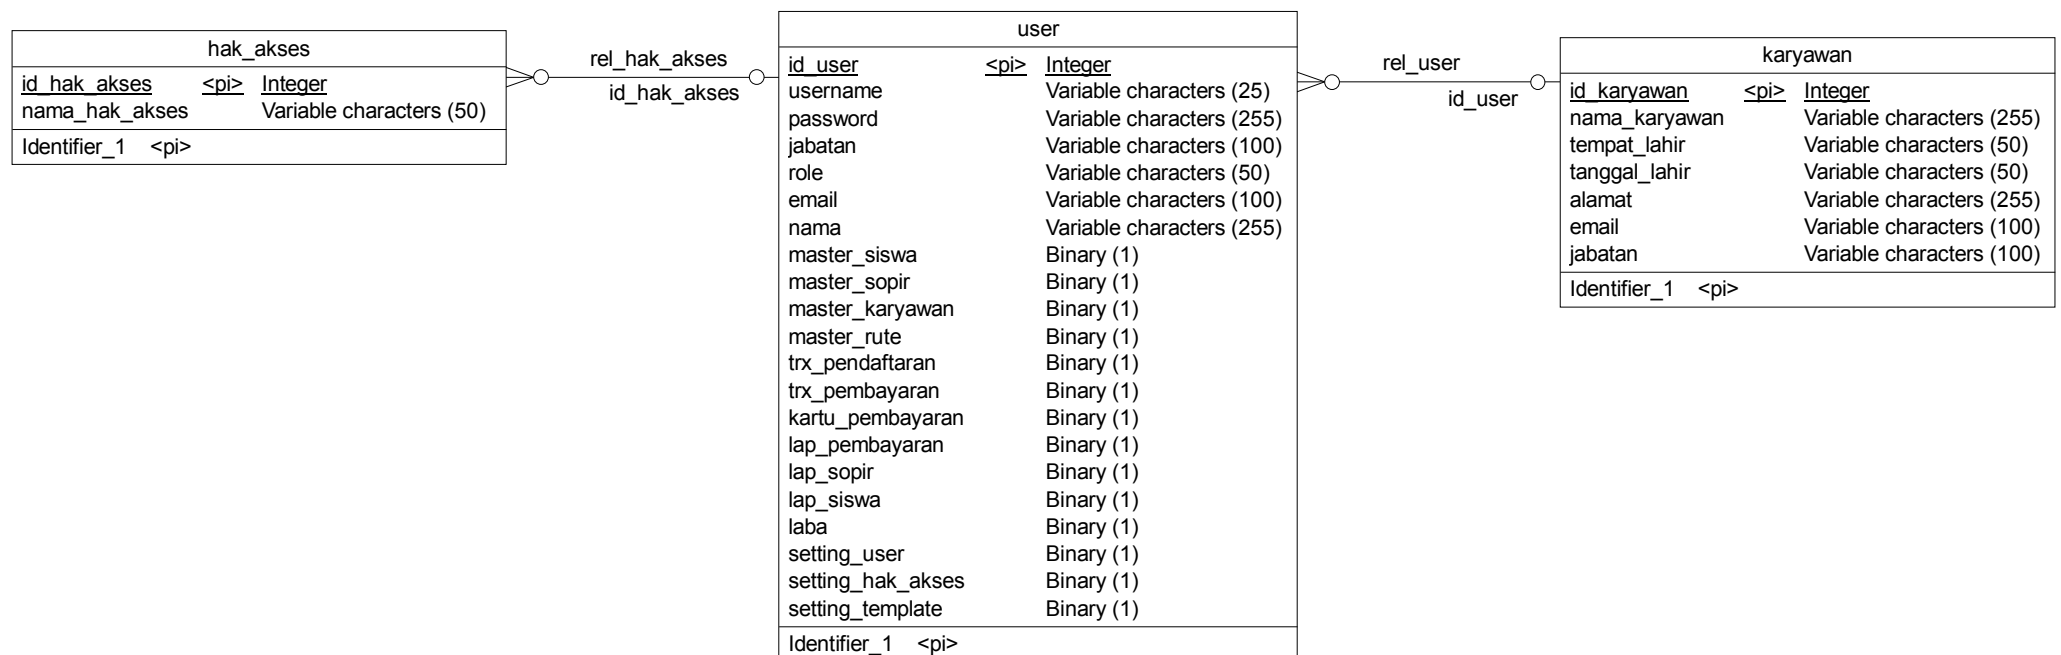 hak_akses
id_hak_akses <pi> Integer
nama_hak_akses Variable characters (50)
Identifier_1 <pi>
rel_hak_akses
id_hak_akses
user
id_user <pi> Integer
username Variable characters (25)
password Variable characters (255)
jabatan Variable characters (100)
role Variable characters (50)
email Variable characters (100)
nama Variable characters (255)
master_siswa Binary (1)
master_sopir Binary (1)
master_karyawan Binary (1)
master_rute Binary (1)
trx_pendaftaran Binary (1)
trx_pembayaran Binary (1)
kartu_pembayaran Binary (1)
lap_pembayaran Binary (1)
lap_sopir Binary (1)
lap_siswa Binary (1)
laba Binary (1)
setting_user Binary (1)
setting_hak_akses Binary (1)
setting_template Binary (1)
Identifier_1 <pi>
rel_user
id_user
karyawan
id_karyawan <pi> Integer
nama_karyawan Variable characters (255)
tempat_lahir Variable characters (50)
tanggal_lahir Variable characters (50)
alamat Variable characters (255)
email Variable characters (100)
jabatan Variable characters (100)
Identifier_1 <pi>